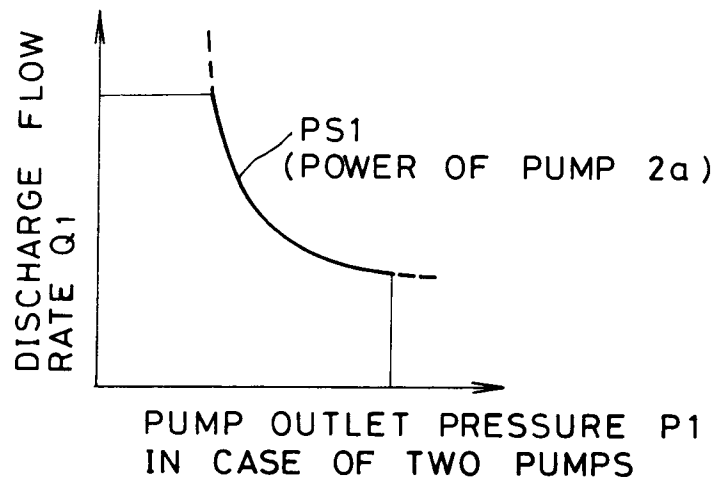 DISCHARGE FLOW
RATE Q1
PS1
(POWER OF PUMP 2a)
PUMP OUTLET PRESSURE P1
IN CASE OF TWO PUMPS